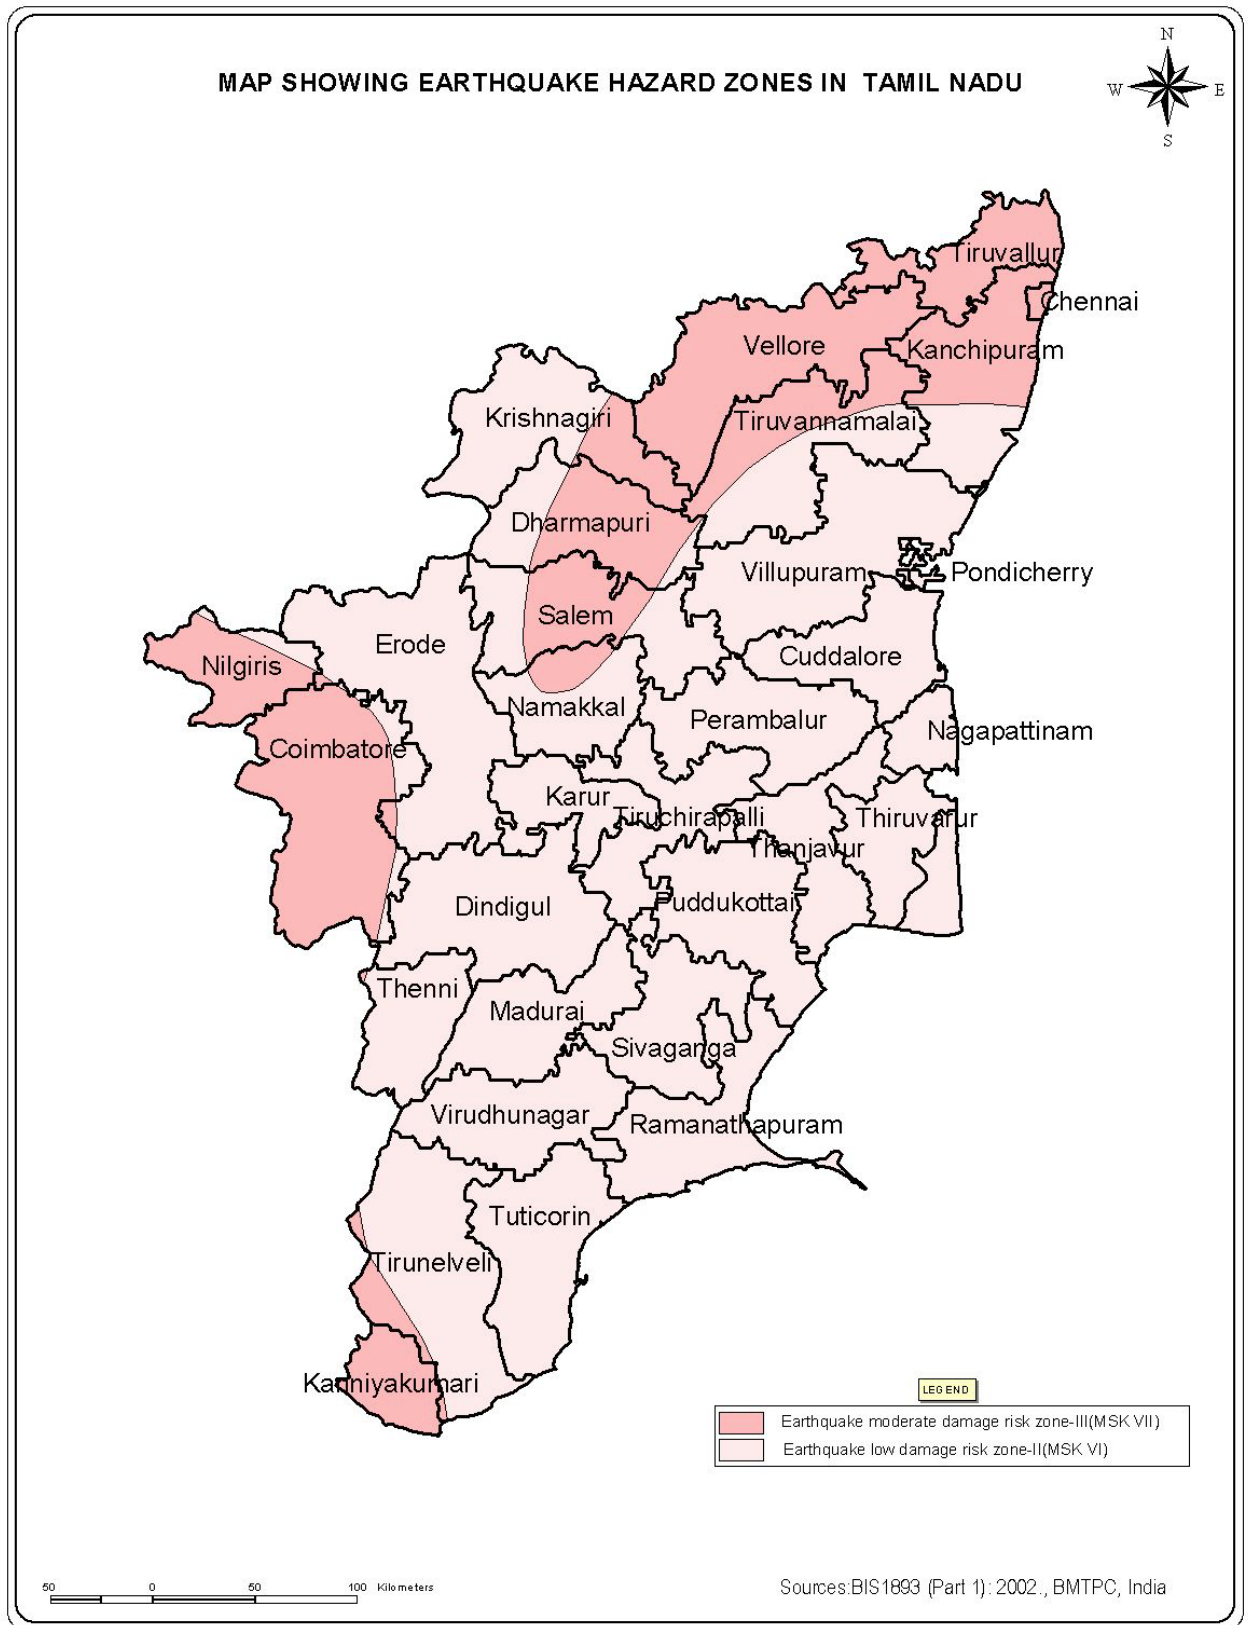 N
MAP SHOWING EARTHQUAKE HAZARD ZONES IN TAMIL NADU
W
E
S
Tiruvallur
Chennai
Vellore
Kanchipuram
Krishnagiri
Tiruvannamalai
Dharmapuri
Villupuram
Pondicherry
Salem
Erode
Cuddalore
Nilgiris
Namakkal
Perambalur
Nagapattinam
Coimbatore
Karur
Tiruchirapalli
Thiruvarur
Thanjavur
Dindigul
Puddukottai
Thenni
Madurai
Sivaganga
Virudhunagar
Ramanathapuram
Tuticorin
Tirunelveli
Kanniyakumari
LEGEND
Earthquake moderate damage risk zone-III(MSK VII)
Earthquake low damage risk zone-II(MSK VI)
50 0 50 100 Kilometers
Sources:BIS1893 (Part 1): 2002., BMTPC, India